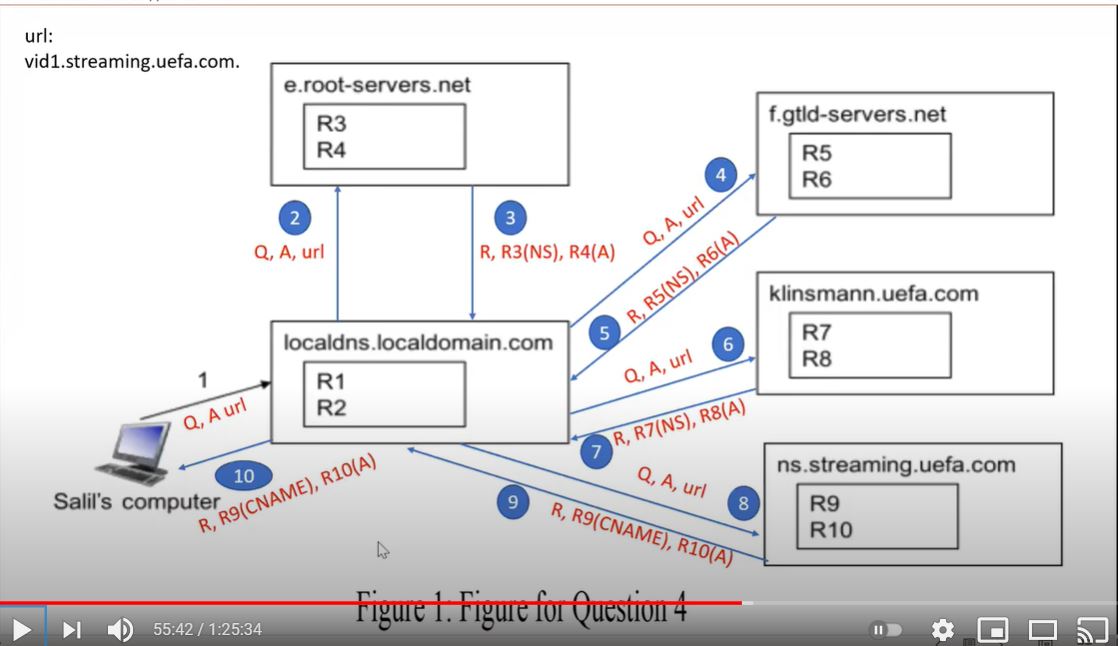 url:
vid1.streaming.uefa.com.
e.root-servers.net
R3
R4
f.gtld-servers.net
R5
R6
2
Q, A, url
3
R, R3(NS), R4(A)
4
Q, A, url
R, R5(NS), R6(A)
5
klinsmann.uefa.com
R7
R8
localdns.localdomain.com
R1
R2
6
Q, A, url
1
Q, A url
R, R7(NS), R8(A)
7
Salil's computer
10
R, R9(CNAME), R10(A)
ns.streaming.uefa.com
R9
R10
Q, A, url
8
9
R, R9(CNAME), R10(A)
Figure 1: Figure for Question 4
55:42 / 1:25:34